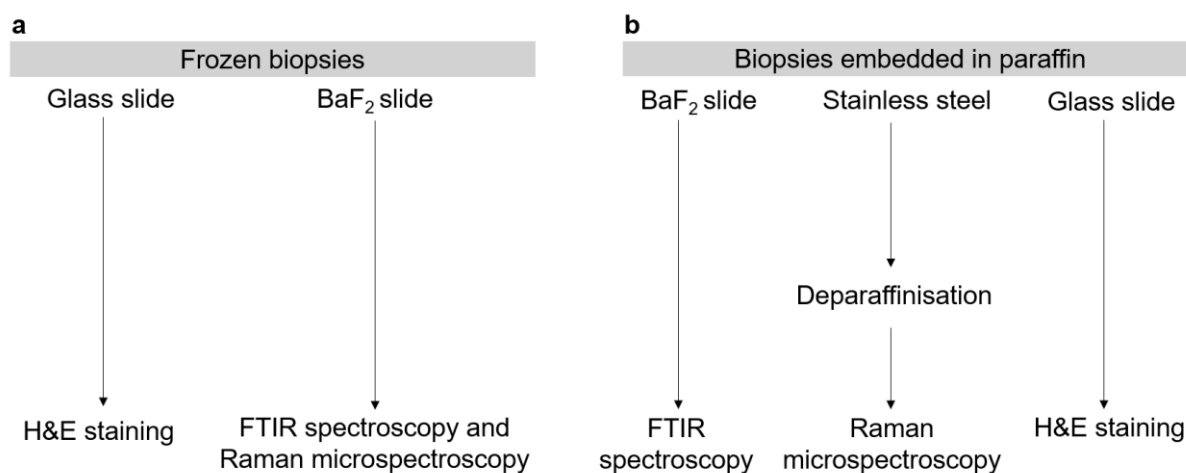 a
Frozen biopsies
Glass slide
BaF₂ slide
H&E staining
FTIR spectroscopy and
Raman microspectroscopy
b
Biopsies embedded in paraffin
BaF₂ slide
Stainless steel
Glass slide
Deparaffinisation
FTIR
spectroscopy
Raman
microspectroscopy
H&E staining